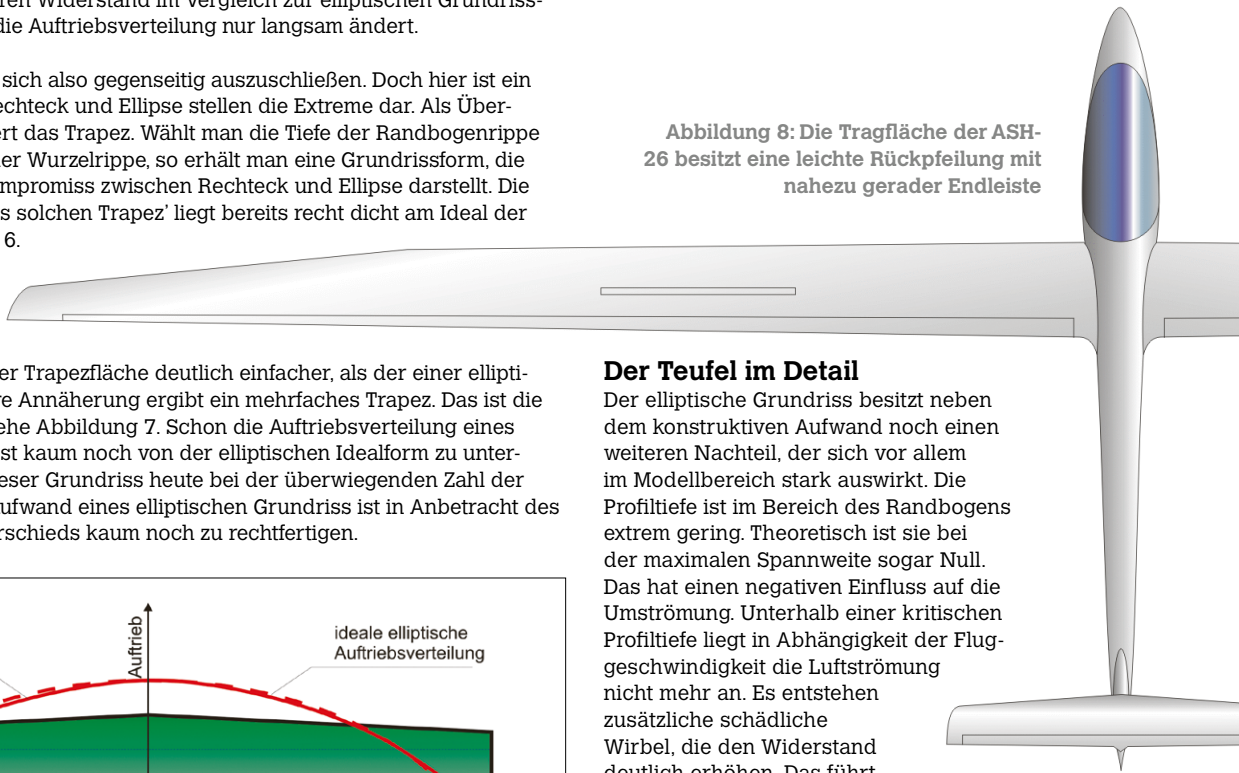 ren Widerstand im Vergleich zur elliptischen Grundriss-
die Auftriebsverteilung nur langsam ändert.
sich also gegenseitig auszuschließen. Doch hier ist ein
echteck und Ellipse stellen die Extreme dar. Als Über-
ert das Trapez. Wählt man die Tiefe der Randbogenrippe
er Wurzelrippe, so erhält man eine Grundrissform, die
ompromiss zwischen Rechteck und Ellipse darstellt. Die
s solchen Trapez’ liegt bereits recht dicht am Ideal der
6.
Abbildung 8: Die Tragfläche der ASH-
26 besitzt eine leichte Rückpfeilung mit
nahezu gerader Endleiste
er Trapezfläche deutlich einfacher, als der einer ellipti-
e Annäherung ergibt ein mehrfaches Trapez. Das ist die
ehe Abbildung 7. Schon die Auftriebsverteilung eines
st kaum noch von der elliptischen Idealform zu unter-
ieser Grundriss heute bei der überwiegenden Zahl der
ufwand eines elliptischen Grundriss ist in Anbetracht des
rschieds kaum noch zu rechtfertigen.
Auftrieb
ideale elliptische
Auftriebsverteilung
Der Teufel im Detail
Der elliptische Grundriss besitzt neben
dem konstruktiven Aufwand noch einen
weiteren Nachteil, der sich vor allem
im Modellbereich stark auswirkt. Die
Profiltiefe ist im Bereich des Randbogens
extrem gering. Theoretisch ist sie bei
der maximalen Spannweite sogar Null.
Das hat einen negativen Einfluss auf die
Umströmung. Unterhalb einer kritischen
Profiltiefe liegt in Abhängigkeit der Flug-
geschwindigkeit die Luftströmung
nicht mehr an. Es entstehen
zusätzliche schädliche
Wirbel, die den Widerstand
deutlich erhöhen. Das führt